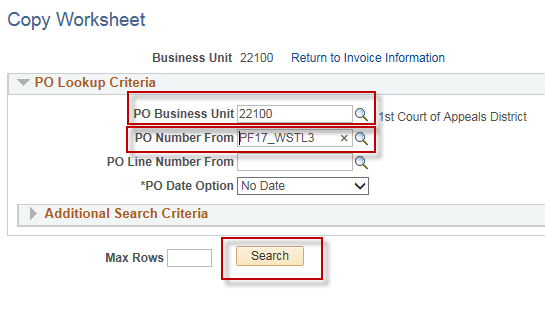 Copy Worksheet
Business Unit 22100 Return to Invoice Information
PO Lookup Criteria
PO Business Unit 22100 1st Court of Appeals District
PO Number From PF17_WSTL3 ×
PO Line Number From
*PO Date Option No Date
Additional Search Criteria
Max Rows Search